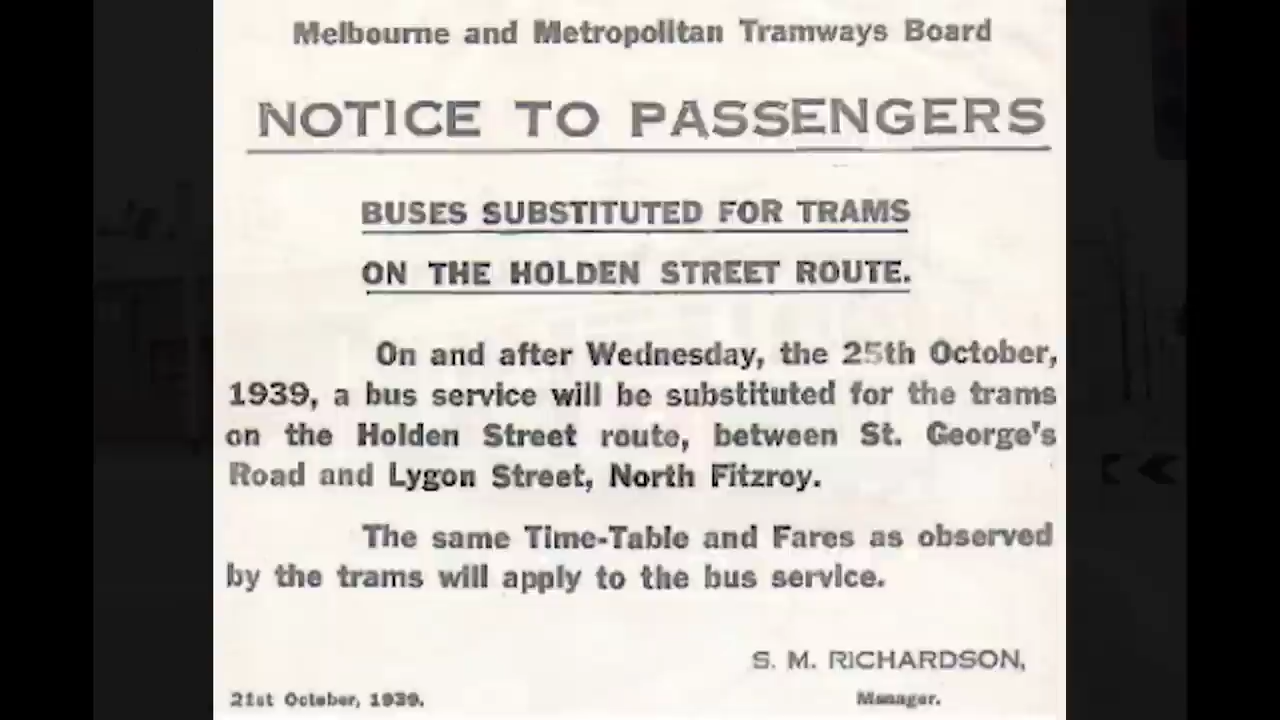 Melbourne and Metropolitan Tramways Board
NOTICE TO PASSENGERS
BUSES SUBSTITUTED FOR TRAMS
ON THE HOLDEN STREET ROUTE.
On and after Wednesday, the 25th October,
1939, a bus service will be substituted for the trams
on the Holden Street route, between St. George's
Road and Lygon Street, North Fitzroy.
The same Time-Table and Fares as observed
by the trams will apply to the bus service.
S. M. RICHARDSON,
21st October, 1939. Manager.